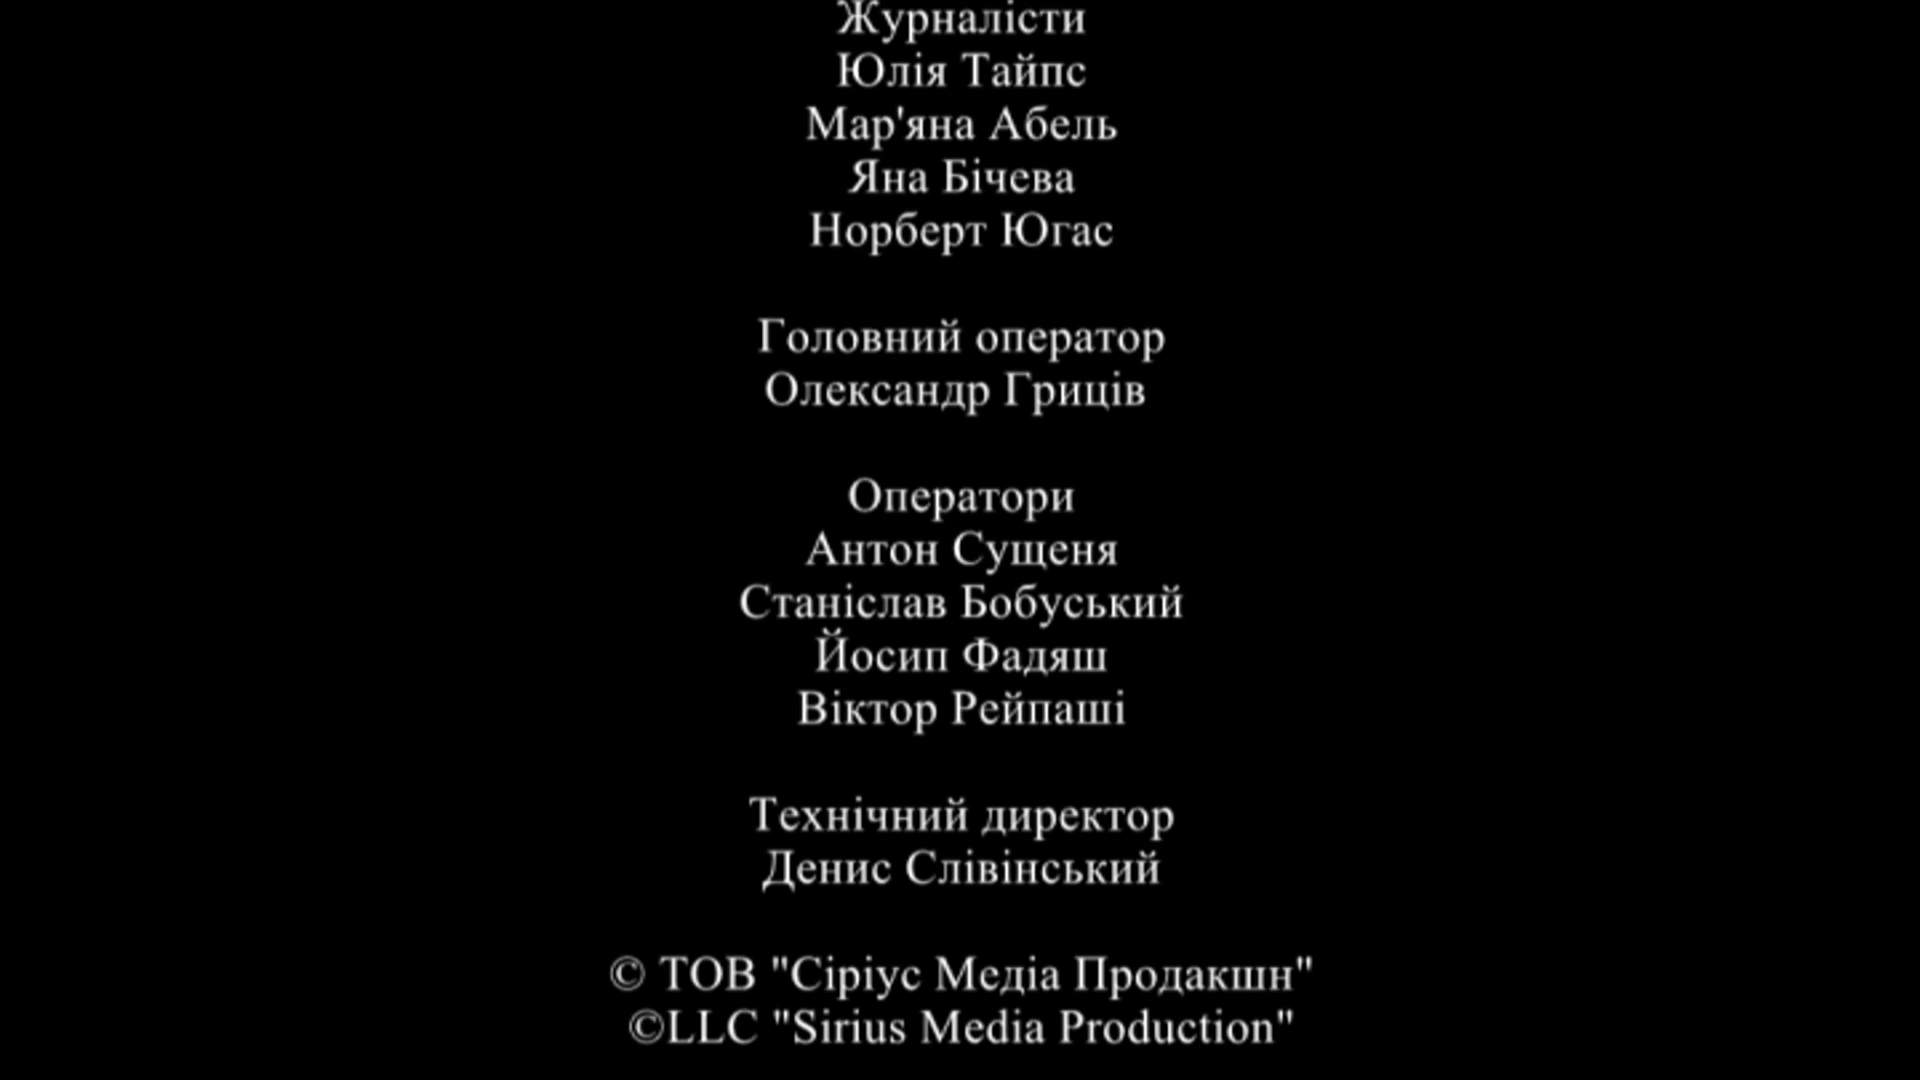 Журналісти
Юлія Тайпс
Мар'яна Абель
Яна Бічева
Норберт Югас
Головний оператор
Олександр Гриців
Оператори
Антон Сущеня
Станіслав Бобуський
Йосип Фадяш
Віктор Рейпаші
Технічний директор
Денис Слівінський
© ТОВ "Сіріус Медіа Продакшн"
©LLC "Sirius Media Production"